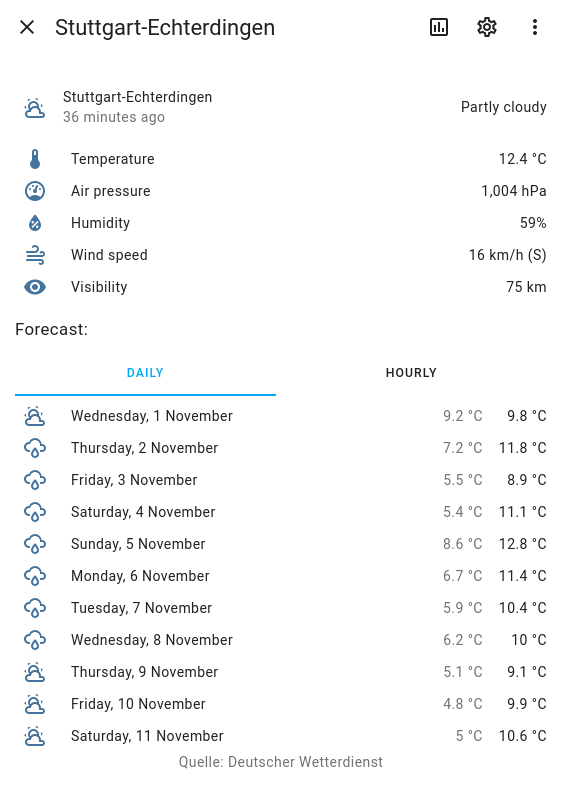 Stuttgart-Echterdingen
Stuttgart-Echterdingen
36 minutes ago
Partly cloudy
Temperature 12.4 °C
Air pressure 1,004 hPa
Humidity 59%
Wind speed 16 km/h (S)
Visibility 75 km
Forecast:
DAILY HOURLY
Wednesday, 1 November 9.2 °C 9.8 °C
Thursday, 2 November 7.2 °C 11.8 °C
Friday, 3 November 5.5 °C 8.9 °C
Saturday, 4 November 5.4 °C 11.1 °C
Sunday, 5 November 8.6 °C 12.8 °C
Monday, 6 November 6.7 °C 11.4 °C
Tuesday, 7 November 5.9 °C 10.4 °C
Wednesday, 8 November 6.2 °C 10 °C
Thursday, 9 November 5.1 °C 9.1 °C
Friday, 10 November 4.8 °C 9.9 °C
Saturday, 11 November 5 °C 10.6 °C
Quelle: Deutscher Wetterdienst